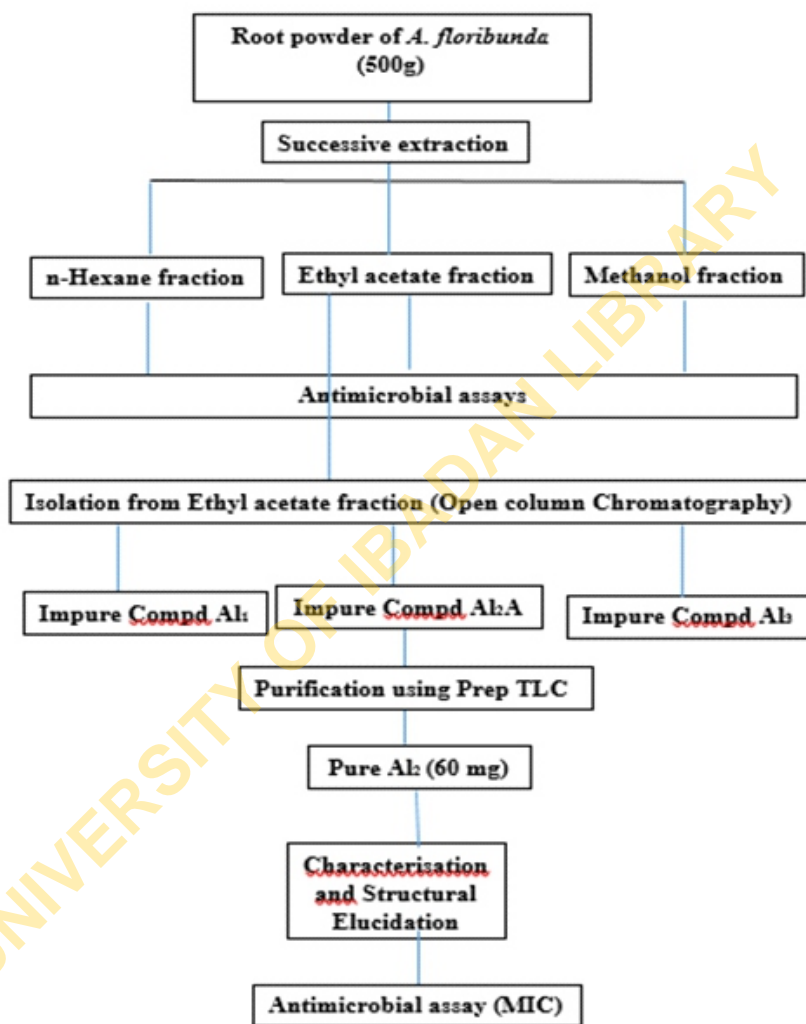 Root powder of A. floribunda
(500g)
Successive extraction
n-Hexane fraction
Ethyl acetate fraction
Methanol fraction
Antimicrobial assays
Isolation from Ethyl acetate fraction (Open column Chromatography)
Impure Compd Al₁
Impure Compd Al₂A
Impure Compd Al₃
Purification using Prep TLC
Pure Al₂ (60 mg)
Characterisation
and Structural
Elucidation
Antimicrobial assay (MIC)
UNIVERSITY OF IBADAN LIBRARY